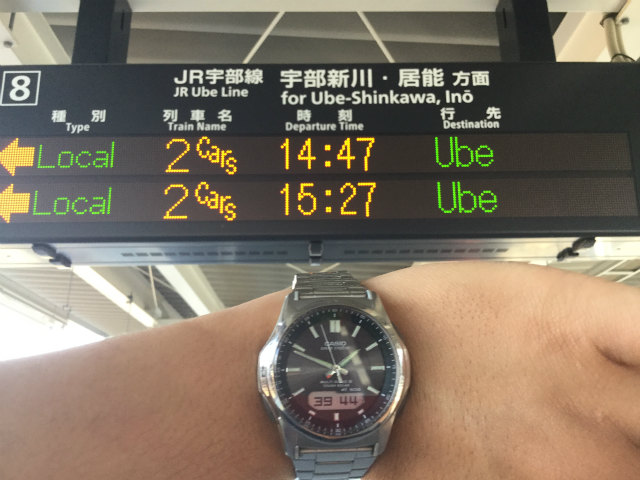 8
JR宇部線 宇部新川・居能 方面
JR Ube Line for Ube-Shinkawa, Inō
種別 列車名 時刻 行先
Type Train Name Departure Time Destination
Local 2 Cars 14:47 Ube
Local 2 Cars 15:27 Ube
CASIO
39 44